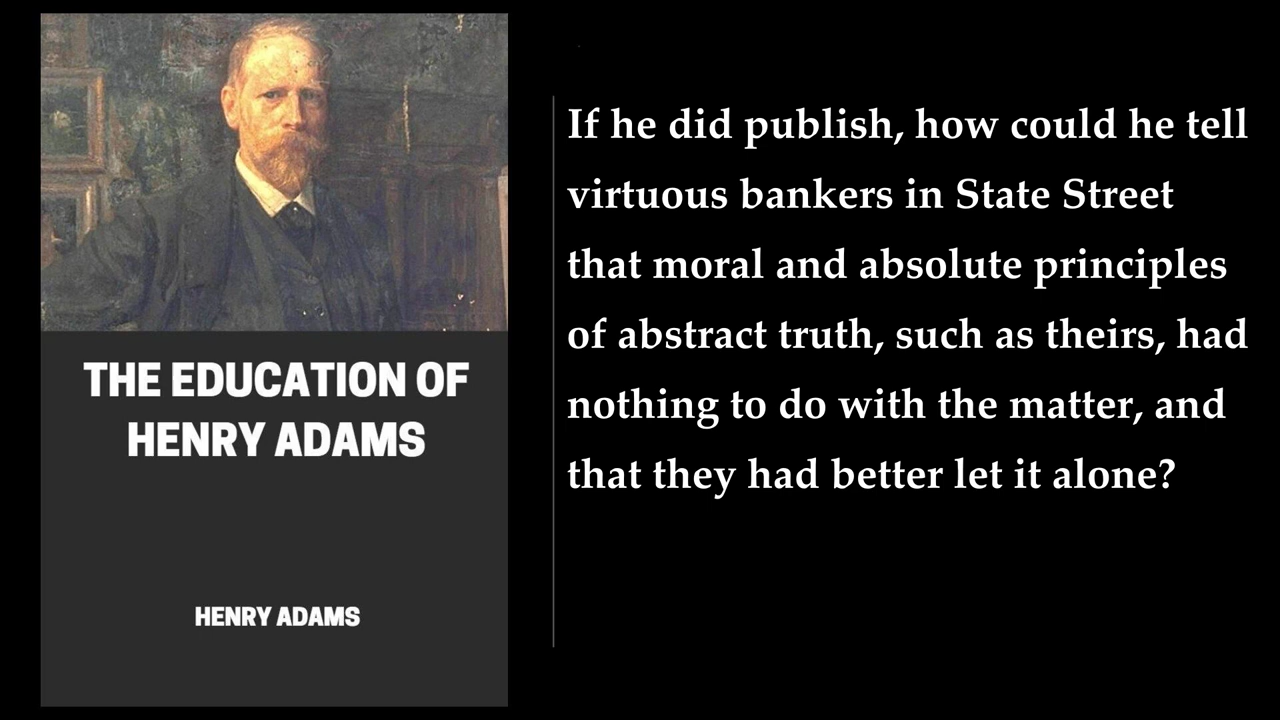 THE EDUCATION OF
HENRY ADAMS
HENRY ADAMS
If he did publish, how could he tell
virtuous bankers in State Street
that moral and absolute principles
of abstract truth, such as theirs, had
nothing to do with the matter, and
that they had better let it alone?